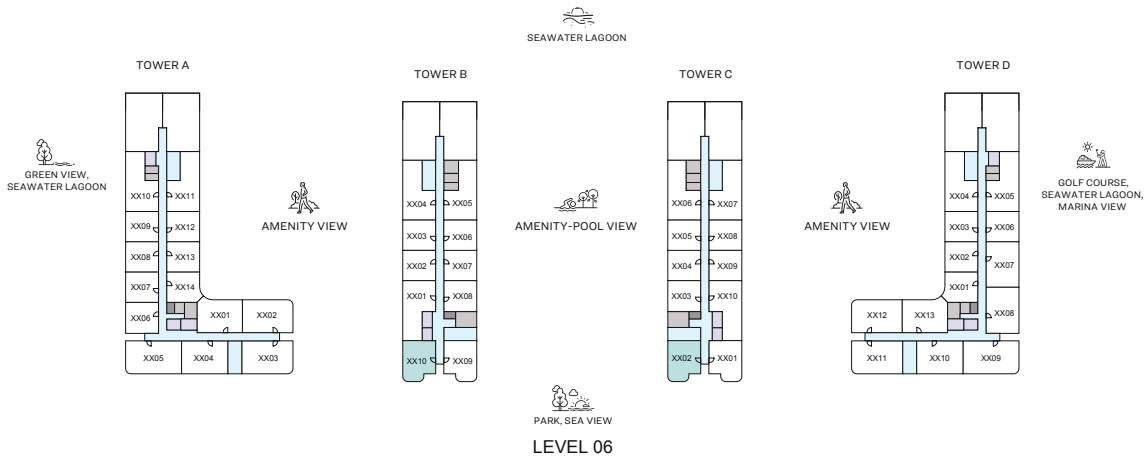 SEAWATER LAGOON
TOWER A
TOWER B
TOWER C
TOWER D
GREEN VIEW,
SEAWATER LAGOON
AMENITY VIEW
AMENITY-POOL VIEW
AMENITY VIEW
GOLF COURSE,
SEAWATER LAGOON,
MARINA VIEW
XX10 XX11
XX09 XX12
XX08 XX13
XX07 XX14
XX06 XX01 XX02
XX05 XX04 XX03
XX04 XX05
XX03 XX06
XX02 XX07
XX01 XX08
XX10 XX09
XX06 XX07
XX05 XX08
XX04 XX09
XX03 XX10
XX02 XX01
XX04 XX05
XX03 XX06
XX02 XX07
XX01
XX12 XX13 XX08
XX11 XX10 XX09
PARK, SEA VIEW
LEVEL 06